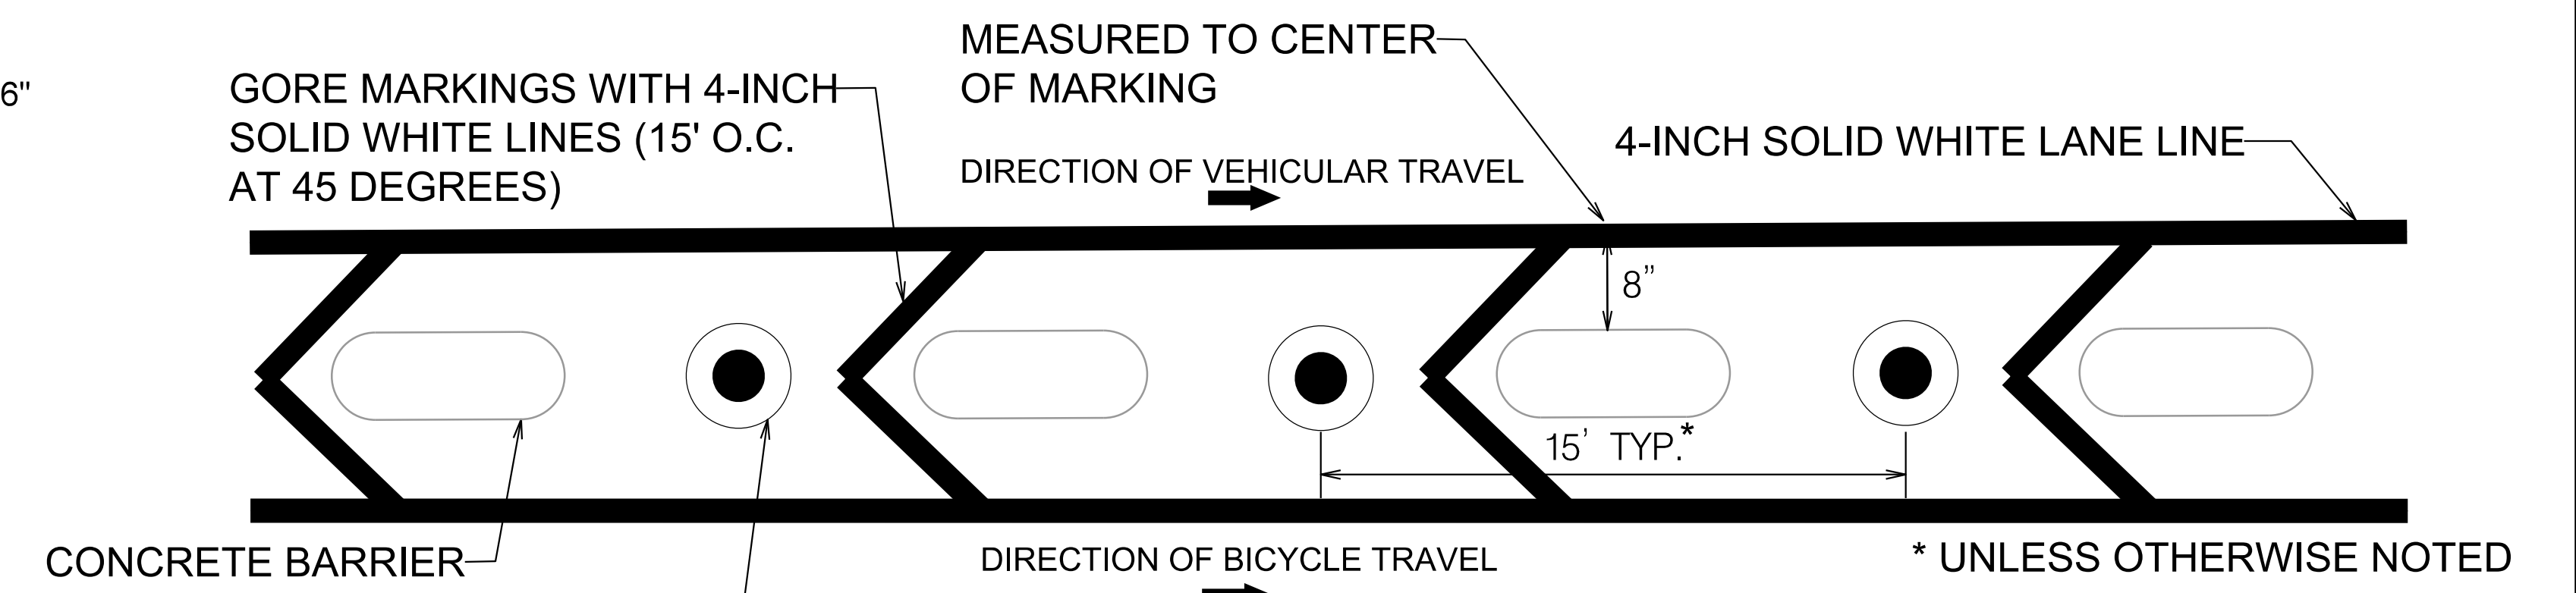 6"
GORE MARKINGS WITH 4-INCH
SOLID WHITE LINES (15' O.C.
AT 45 DEGREES)
MEASURED TO CENTER
OF MARKING
DIRECTION OF VEHICULAR TRAVEL
4-INCH SOLID WHITE LANE LINE
8”
15’ TYP.*
CONCRETE BARRIER
DIRECTION OF BICYCLE TRAVEL
* UNLESS OTHERWISE NOTED